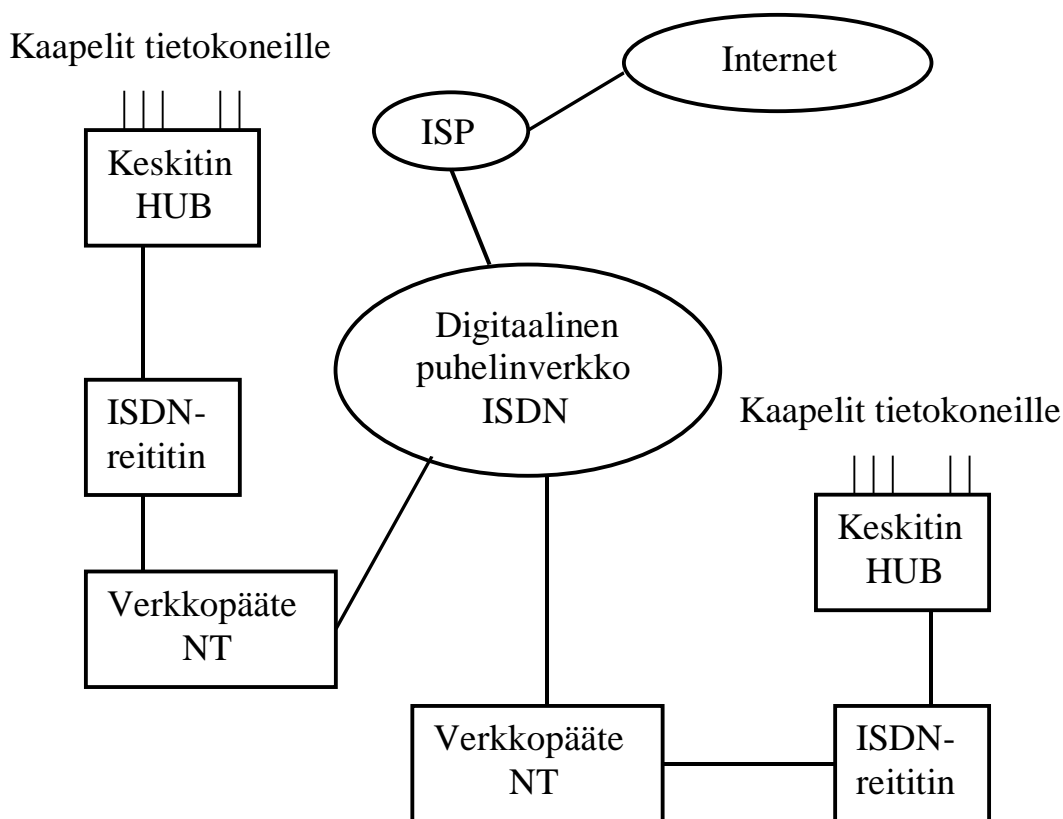 Kaapelit tietokoneille
Internet
ISP
Keskitin
HUB
Digitaalinen
puhelinverkko
ISDN
ISDN-
reititin
Kaapelit tietokoneille
Keskitin
HUB
Verkkopääte
NT
Verkkopääte
NT
ISDN-
reititin